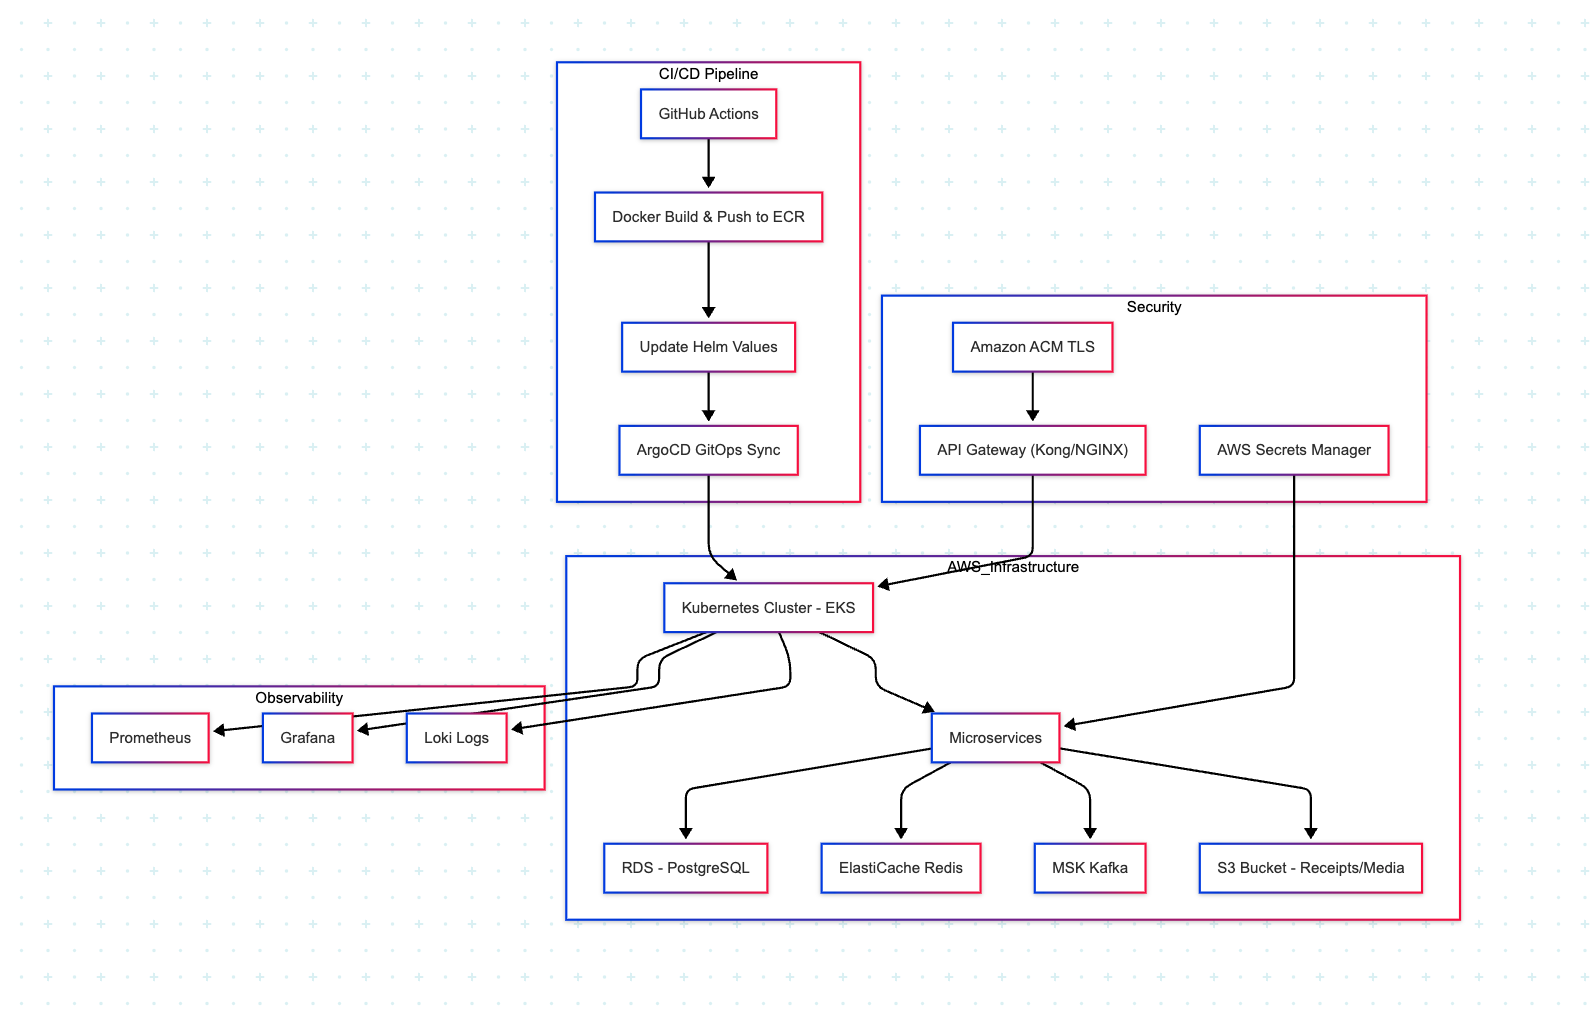 CI/CD Pipeline
GitHub Actions
Docker Build & Push to ECR
Update Helm Values
ArgoCD GitOps Sync
Security
Amazon ACM TLS
API Gateway (Kong/NGINX)
AWS Secrets Manager
AWS_Infrastructure
Kubernetes Cluster - EKS
Observability
Prometheus
Grafana
Loki Logs
Microservices
RDS - PostgreSQL
ElastiCache Redis
MSK Kafka
S3 Bucket - Receipts/Media